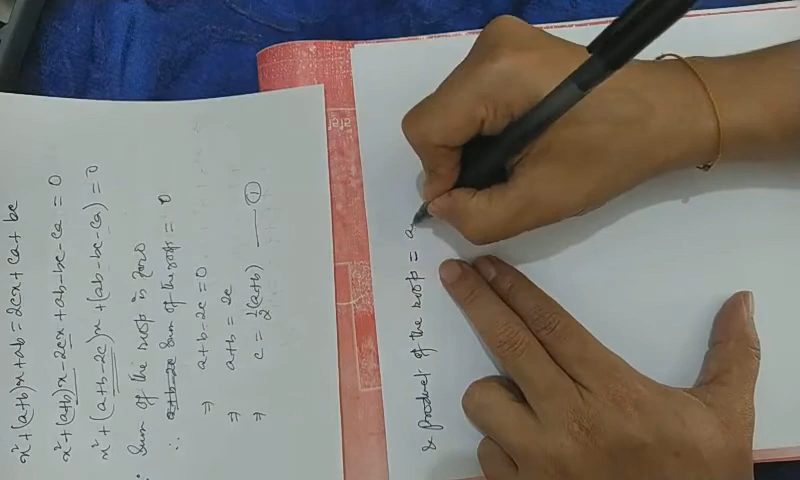 x² + (a+b)x + ab = 2cx + ca + bc
x² + (a+b)x - 2cx + ab - bc - ca = 0
x² + (a+b-2c)x + (ab - bc - ca) = 0
∵ Sum of the roots is zero
∴ a+b-2c Sum of the roots = 0
⇒ a+b-2c = 0
⇒ a+b = 2c
⇒ c = 1/2 (a+b) —— ①
& product of the roots = a